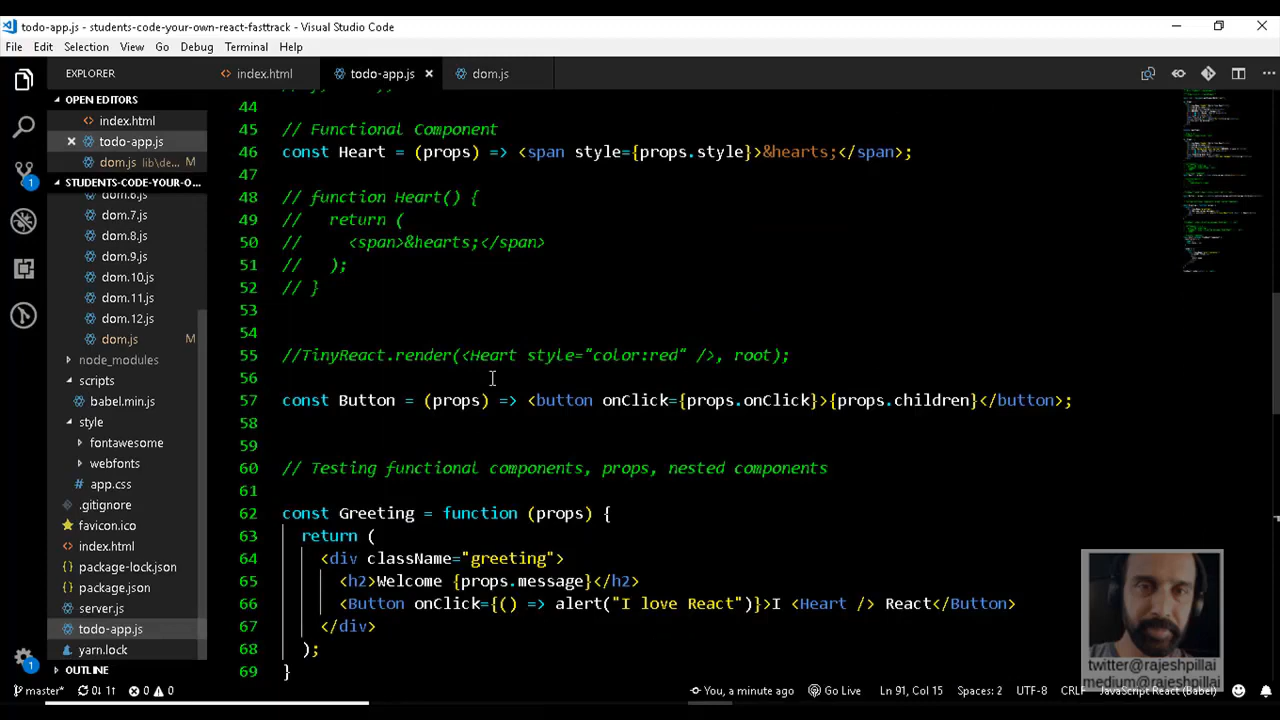 todo-app.js - students-code-your-own-react-fasttrack - Visual Studio Code
File Edit Selection View Go Debug Terminal Help
EXPLORER
index.html
todo-app.js
dom.js
OPEN EDITORS
index.html
todo-app.js
dom.js lib\de... M
STUDENTS-CODE-YOUR-O...
dom.7.js
dom.8.js
dom.9.js
dom.10.js
dom.11.js
dom.12.js
dom.js M
node_modules
scripts
babel.min.js
style
fontawesome
webfonts
app.css
.gitignore
favicon.ico
index.html
package-lock.json
package.json
server.js
todo-app.js
yarn.lock
OUTLINE
1
1
44
45 // Functional Component
46 const Heart = (props) => <span style={props.style}>&hearts;</span>;
47
48 // function Heart() {
49 //   return (
50 //     <span>&hearts;</span>
51 //   );
52 // }
53
54
55 //TinyReact.render(<Heart style="color:red" />, root);
56
57 const Button = (props) => <button onClick={props.onClick}>{props.children}</button>;
58
59
60 // Testing functional components, props, nested components
61
62 const Greeting = function (props) {
63   return (
64     <div className="greeting">
65       <h2>Welcome {props.message}</h2>
66       <Button onClick={() => alert("I love React")}>I <Heart /> React</Button>
67     </div>
68   );
69 }
twitter@rajeshpillai
medium@rajeshpillai
master* 0↓ 1↑ 0 0 You, a minute ago Go Live Ln 91, Col 15 Spaces: 2 UTF-8 CRLF JavaScript React (Babel)